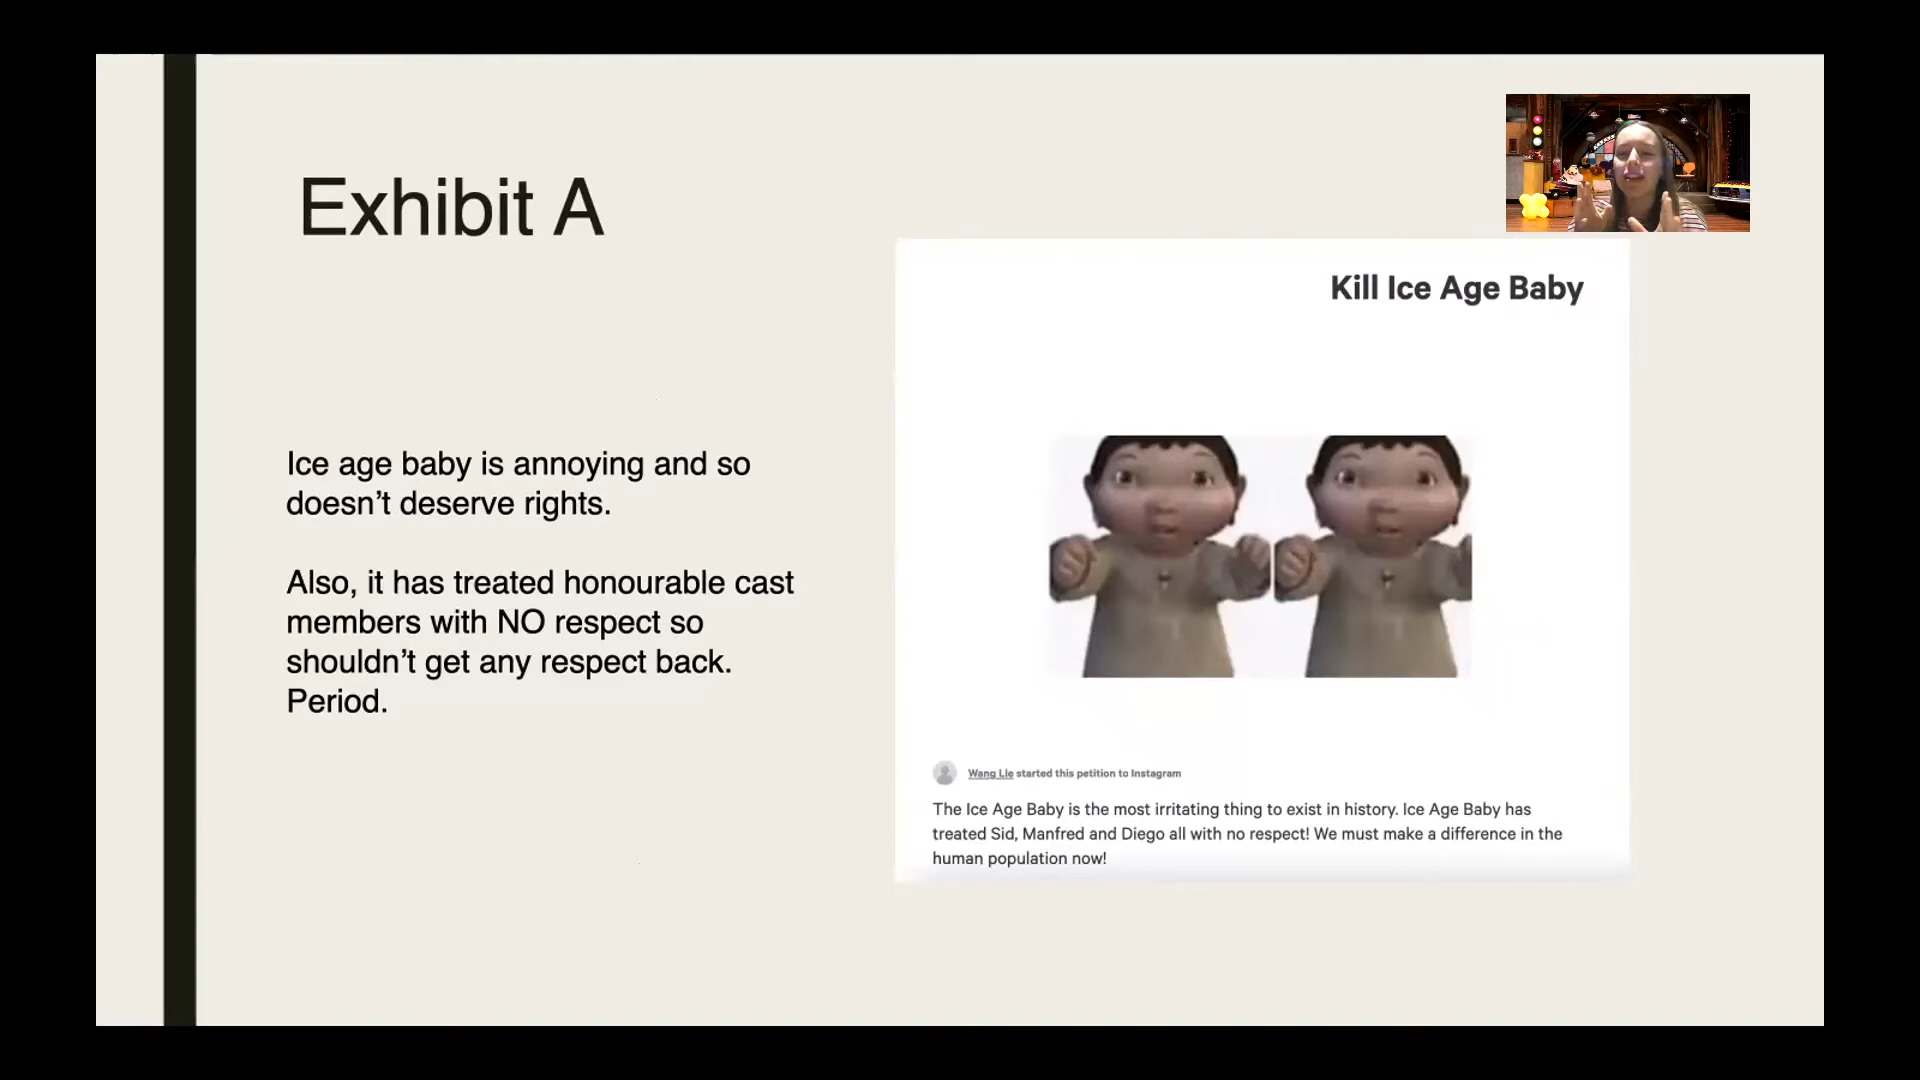 Exhibit A
Ice age baby is annoying and so
doesn’t deserve rights.
Also, it has treated honourable cast
members with NO respect so
shouldn’t get any respect back.
Period.
Kill Ice Age Baby
Wang Lie started this petition to Instagram
The Ice Age Baby is the most irritating thing to exist in history. Ice Age Baby has
treated Sid, Manfred and Diego all with no respect! We must make a difference in the
human population now!